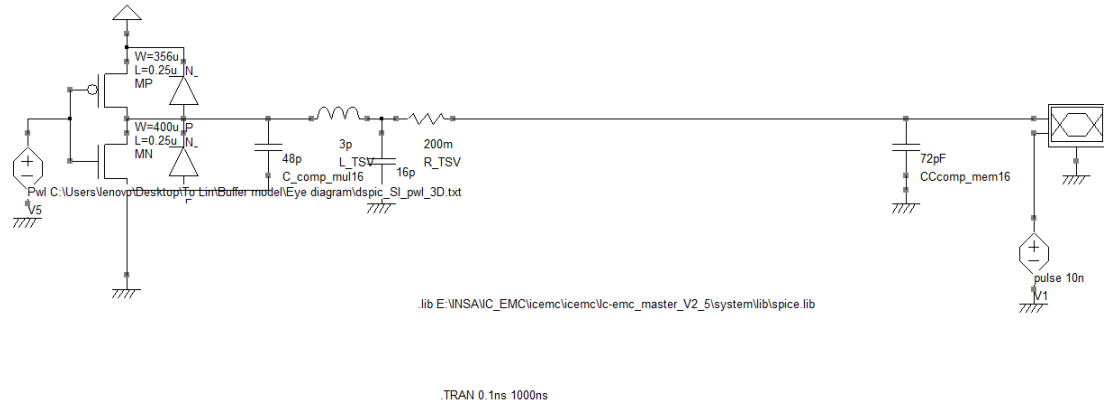 W=356u
L=0.25u N_
MP
W=400u P
L=0.25u N_
MN
48p
C_comp_mul16
3p
L_TSV
16p
200m
R_TSV
72pF
CCcomp_mem16
Pwl C:\Users\lenovo\Desktop\To Lin\Buffer model\Eye diagram\dspic_SI_pwl_3D.txt
V5
pulse 10n
V1
.lib E:\INSA\IC_EMC\icemc\icemc\Ic-emc_master_V2_5\system\lib\spice.lib
.TRAN 0.1ns 1000ns